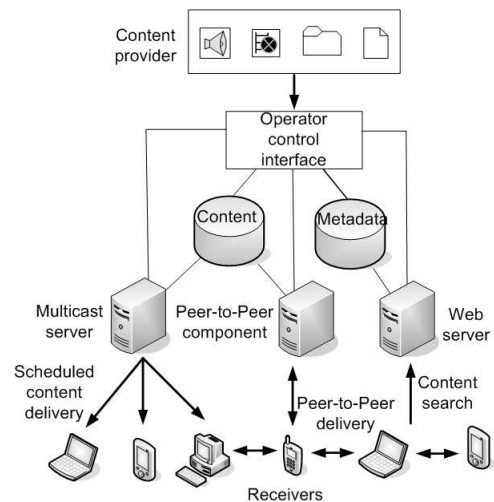 Content
provider
Operator
control
interface
Content
Metadata
Multicast
server
Peer-to-Peer
component
Web
server
Scheduled
content
delivery
Peer-to-Peer
delivery
Content
search
Receivers